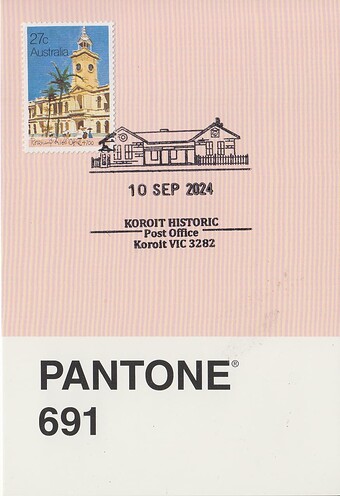 27c
Australia
10 SEP 2024
KOROIT HISTORIC
Post Office
Koroit VIC 3282
PANTONE®
691